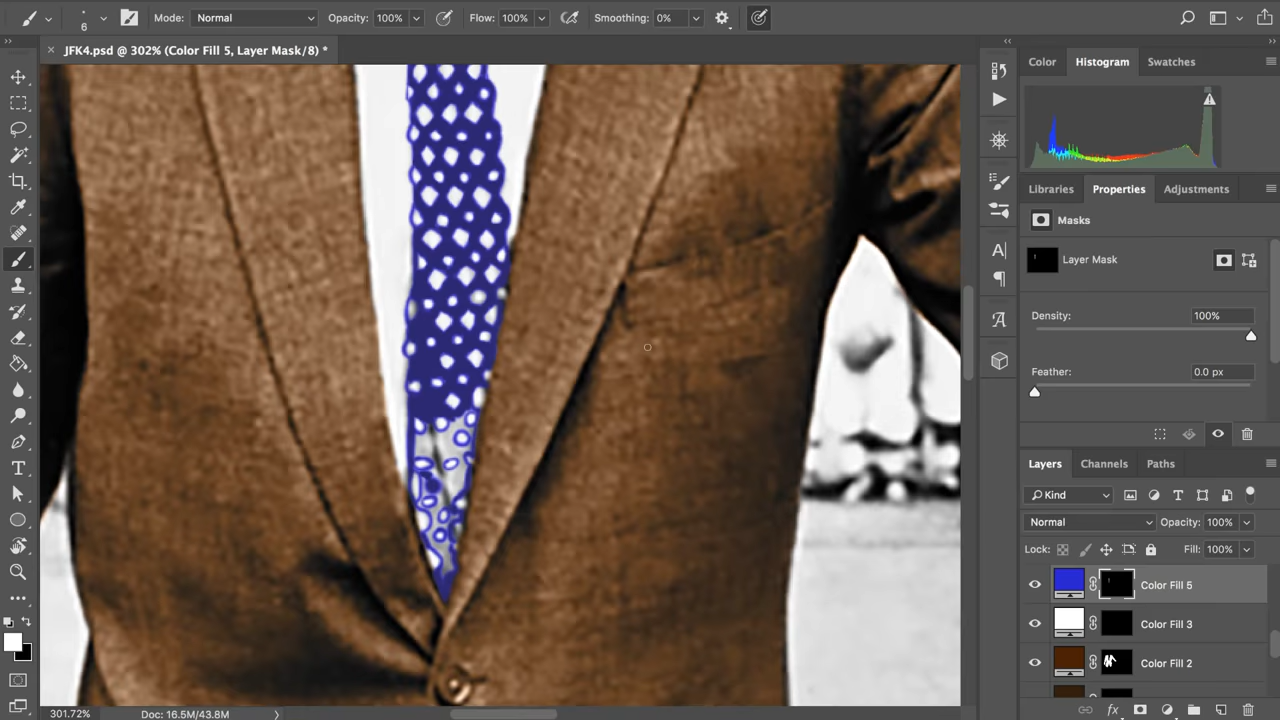 6 Mode: Normal Opacity: 100% Flow: 100% Smoothing: 0%
JFK4.psd @ 302% (Color Fill 5, Layer Mask/8) *
Color Histogram Swatches
Libraries Properties Adjustments
Masks
Layer Mask
Density: 100%
Feather: 0.0 px
Layers Channels Paths
Kind
Normal Opacity: 100%
Lock: Fill: 100%
Color Fill 5
Color Fill 3
Color Fill 2
301.72% Doc: 16.5M/43.8M